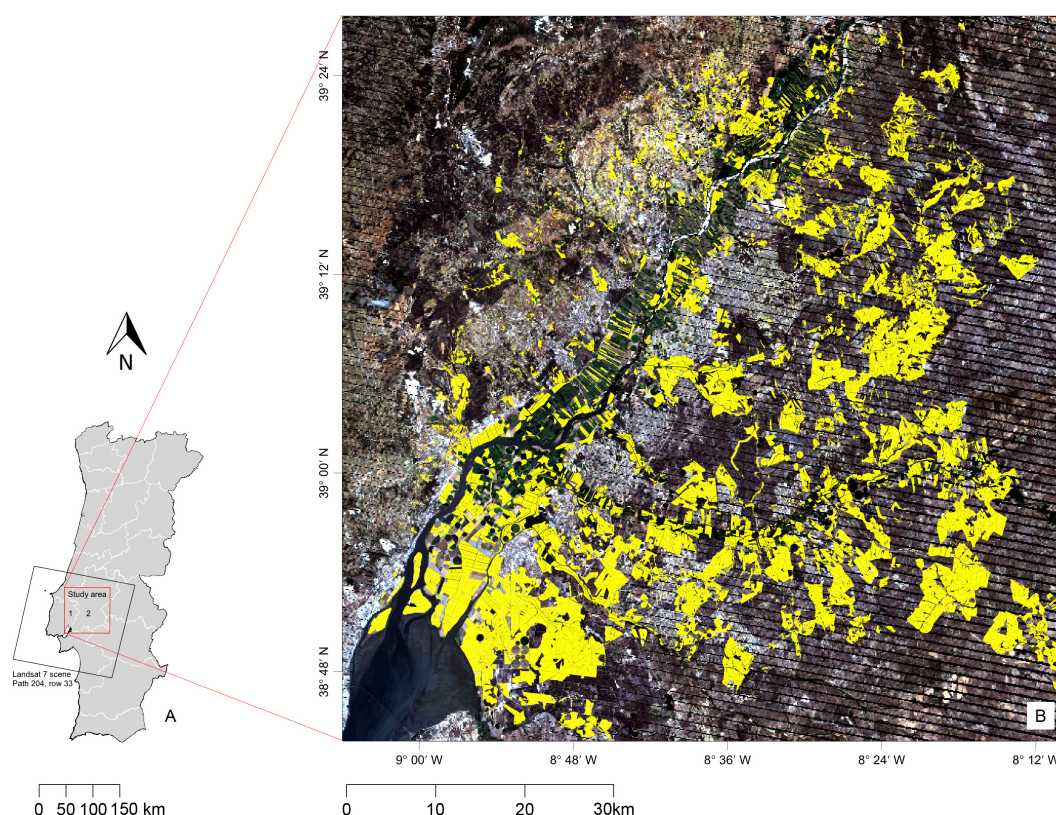 N
Study area
1 2
Landsat 7 scene
Path 204, row 33
A
0 50 100 150 km
39° 24' N
39° 12' N
39° 00' N
38° 48' N
B
9° 00' W 8° 48' W 8° 36' W 8° 24' W 8° 12' W
0 10 20 30km